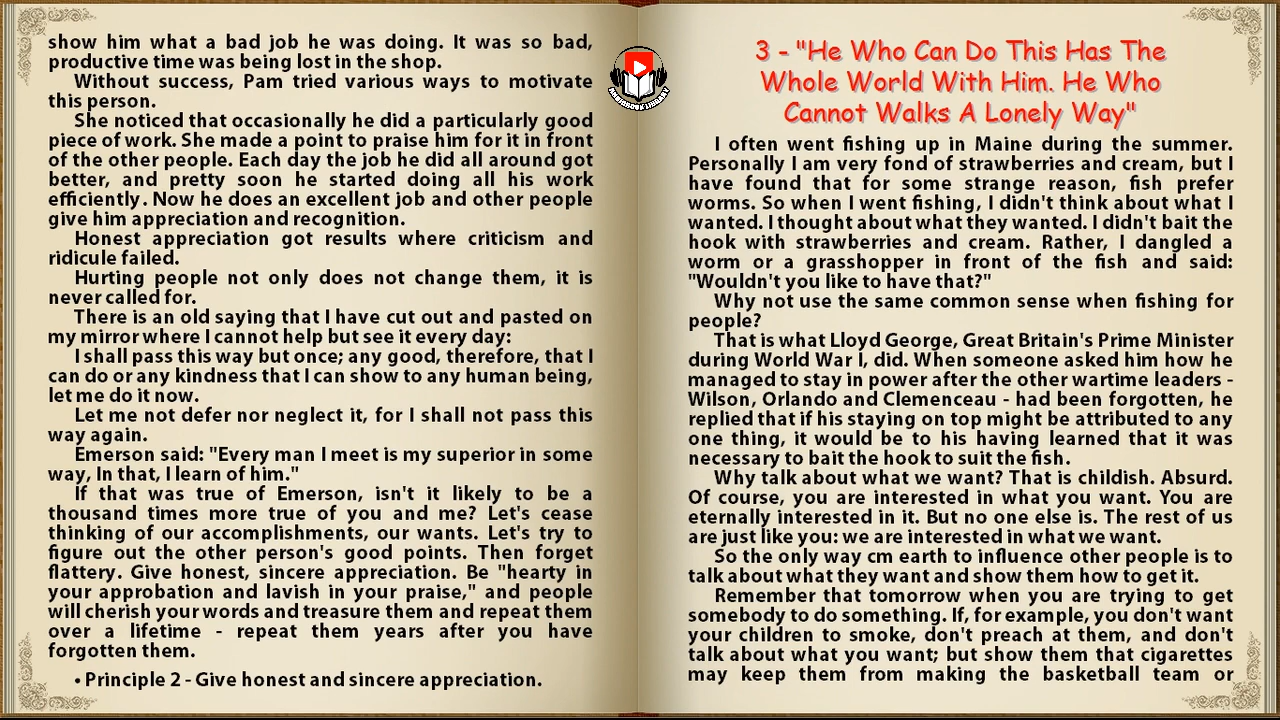 show him what a bad job he was doing. It was so bad,
productive time was being lost in the shop.
Without success, Pam tried various ways to motivate
this person.
She noticed that occasionally he did a particularly good
piece of work. She made a point to praise him for it in front
of the other people. Each day the job he did all around got
better, and pretty soon he started doing all his work
efficiently. Now he does an excellent job and other people
give him appreciation and recognition.
Honest appreciation got results where criticism and
ridicule failed.
Hurting people not only does not change them, it is
never called for.
There is an old saying that I have cut out and pasted on
my mirror where I cannot help but see it every day:
I shall pass this way but once; any good, therefore, that I
can do or any kindness that I can show to any human being,
let me do it now.
Let me not defer nor neglect it, for I shall not pass this
way again.
Emerson said: "Every man I meet is my superior in some
way, In that, I learn of him."
If that was true of Emerson, isn't it likely to be a
thousand times more true of you and me? Let's cease
thinking of our accomplishments, our wants. Let's try to
figure out the other person's good points. Then forget
flattery. Give honest, sincere appreciation. Be "hearty in
your approbation and lavish in your praise," and people
will cherish your words and treasure them and repeat them
over a lifetime - repeat them years after you have
forgotten them.
• Principle 2 - Give honest and sincere appreciation.
AUDIOBOOK LIBRARY
3 - "He Who Can Do This Has The
Whole World With Him. He Who
Cannot Walks A Lonely Way"
I often went fishing up in Maine during the summer.
Personally I am very fond of strawberries and cream, but I
have found that for some strange reason, fish prefer
worms. So when I went fishing, I didn't think about what I
wanted. I thought about what they wanted. I didn't bait the
hook with strawberries and cream. Rather, I dangled a
worm or a grasshopper in front of the fish and said:
"Wouldn't you like to have that?"
Why not use the same common sense when fishing for
people?
That is what Lloyd George, Great Britain's Prime Minister
during World War I, did. When someone asked him how he
managed to stay in power after the other wartime leaders -
Wilson, Orlando and Clemenceau - had been forgotten, he
replied that if his staying on top might be attributed to any
one thing, it would be to his having learned that it was
necessary to bait the hook to suit the fish.
Why talk about what we want? That is childish. Absurd.
Of course, you are interested in what you want. You are
eternally interested in it. But no one else is. The rest of us
are just like you: we are interested in what we want.
So the only way cm earth to influence other people is to
talk about what they want and show them how to get it.
Remember that tomorrow when you are trying to get
somebody to do something. If, for example, you don't want
your children to smoke, don't preach at them, and don't
talk about what you want; but show them that cigarettes
may keep them from making the basketball team or